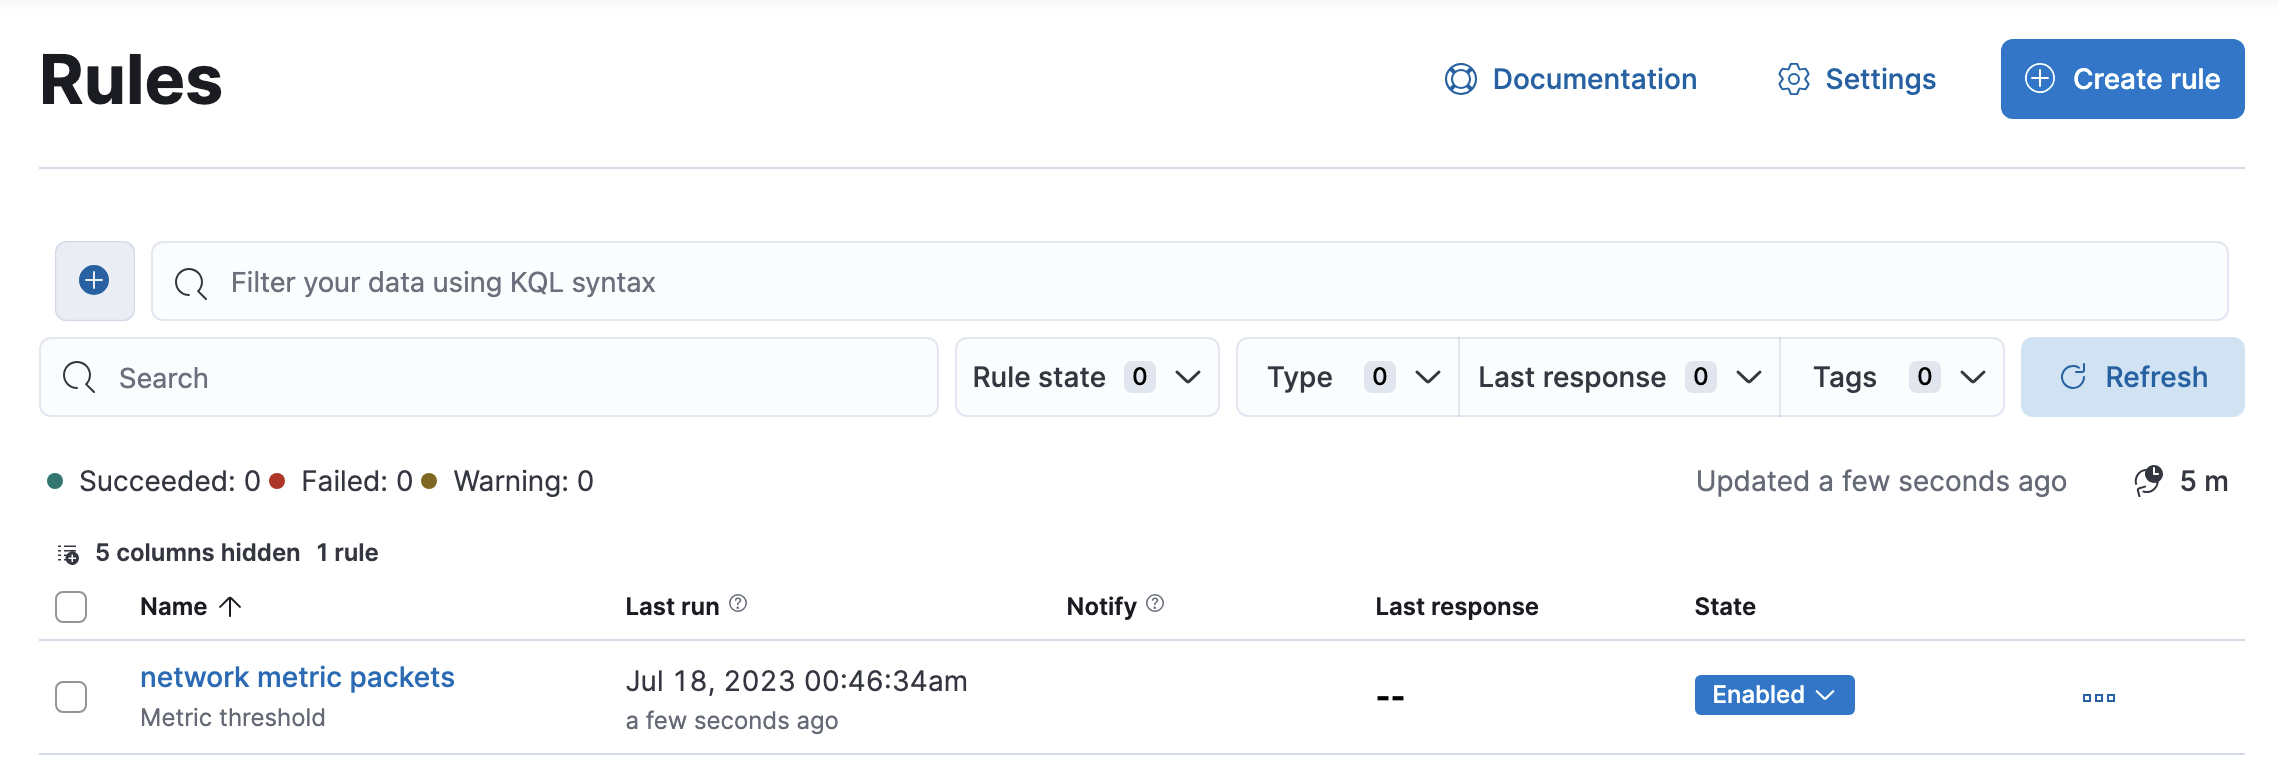 Rules
Documentation
Settings
Create rule
Filter your data using KQL syntax
Search
Rule state 0
Type 0
Last response 0
Tags 0
Refresh
Succeeded: 0 Failed: 0 Warning: 0
Updated a few seconds ago
5 m
5 columns hidden 1 rule
Name Last run Notify Last response State
network metric packets
Metric threshold
Jul 18, 2023 00:46:34am
a few seconds ago
--
Enabled